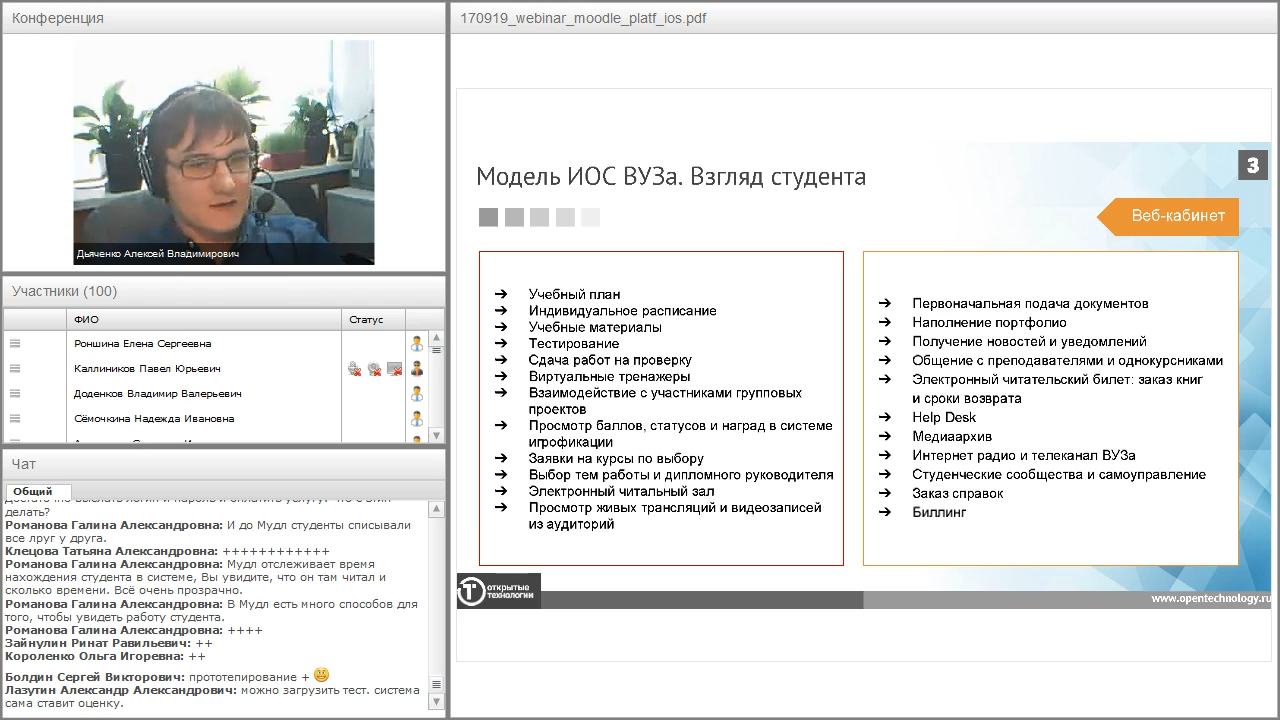 Конференция
Дьяченко Алексей Владимирович
Участники (100)
ФИО
Статус
Роншина Елена Сергеевна
Каллиников Павел Юрьевич
Доденков Владимир Валерьевич
Сёмочкина Надежда Ивановна
Чат
Общий
делать?
Романова Галина Александровна: И до Мудл студенты списывали
все лруг у друга.
Клецова Татьяна Александровна: ++++++++++++
Романова Галина Александровна: Мудл отслеживает время
нахождения студента в системе, Вы увидите, что он там читал и
сколько времени. Всё очень прозрачно.
Романова Галина Александровна: В Мудл есть много способов для
того, чтобы увидеть работу студента.
Романова Галина Александровна: ++++
Зайнулин Ринат Равильевич: ++
Короленко Ольга Игоревна: ++
Болдин Сергей Викторович: прототепирование +
Лазутин Александр Александрович: можно загрузить тест. система
сама ставит оценку.
170919_webinar_moodle_platf_ios.pdf
3
Модель ИОС ВУЗа. Взгляд студента
Веб-кабинет
➔ Учебный план
➔ Индивидуальное расписание
➔ Учебные материалы
➔ Тестирование
➔ Сдача работ на проверку
➔ Виртуальные тренажеры
➔ Взаимодействие с участниками групповых
проектов
➔ Просмотр баллов, статусов и наград в системе
игрофикации
➔ Заявки на курсы по выбору
➔ Выбор тем работы и дипломного руководителя
➔ Электронный читальный зал
➔ Просмотр живых трансляций и видеозаписей
из аудиторий
➔ Первоначальная подача документов
➔ Наполнение портфолио
➔ Получение новостей и уведомлений
➔ Общение с преподавателями и однокурсниками
➔ Электронный читательский билет: заказ книг
и сроки возврата
➔ Help Desk
➔ Медиаархив
➔ Интернет радио и телеканал ВУЗа
➔ Студенческие сообщества и самоуправление
➔ Заказ справок
➔ Биллинг
ОТКРЫТЫЕ
ТЕХНОЛОГИИ
www.opentechnology.ru